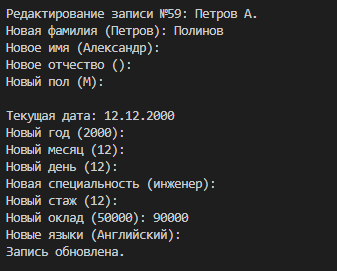 Редактирование записи №59: Петров А.
Новая фамилия (Петров): Полинов
Новое имя (Александр):
Новое отчество ():
Новый пол (М):
Текущая дата: 12.12.2000
Новый год (2000):
Новый месяц (12):
Новый день (12):
Новая специальность (инженер):
Новый стаж (12):
Новый оклад (50000): 90000
Новые языки (Английский):
Запись обновлена.